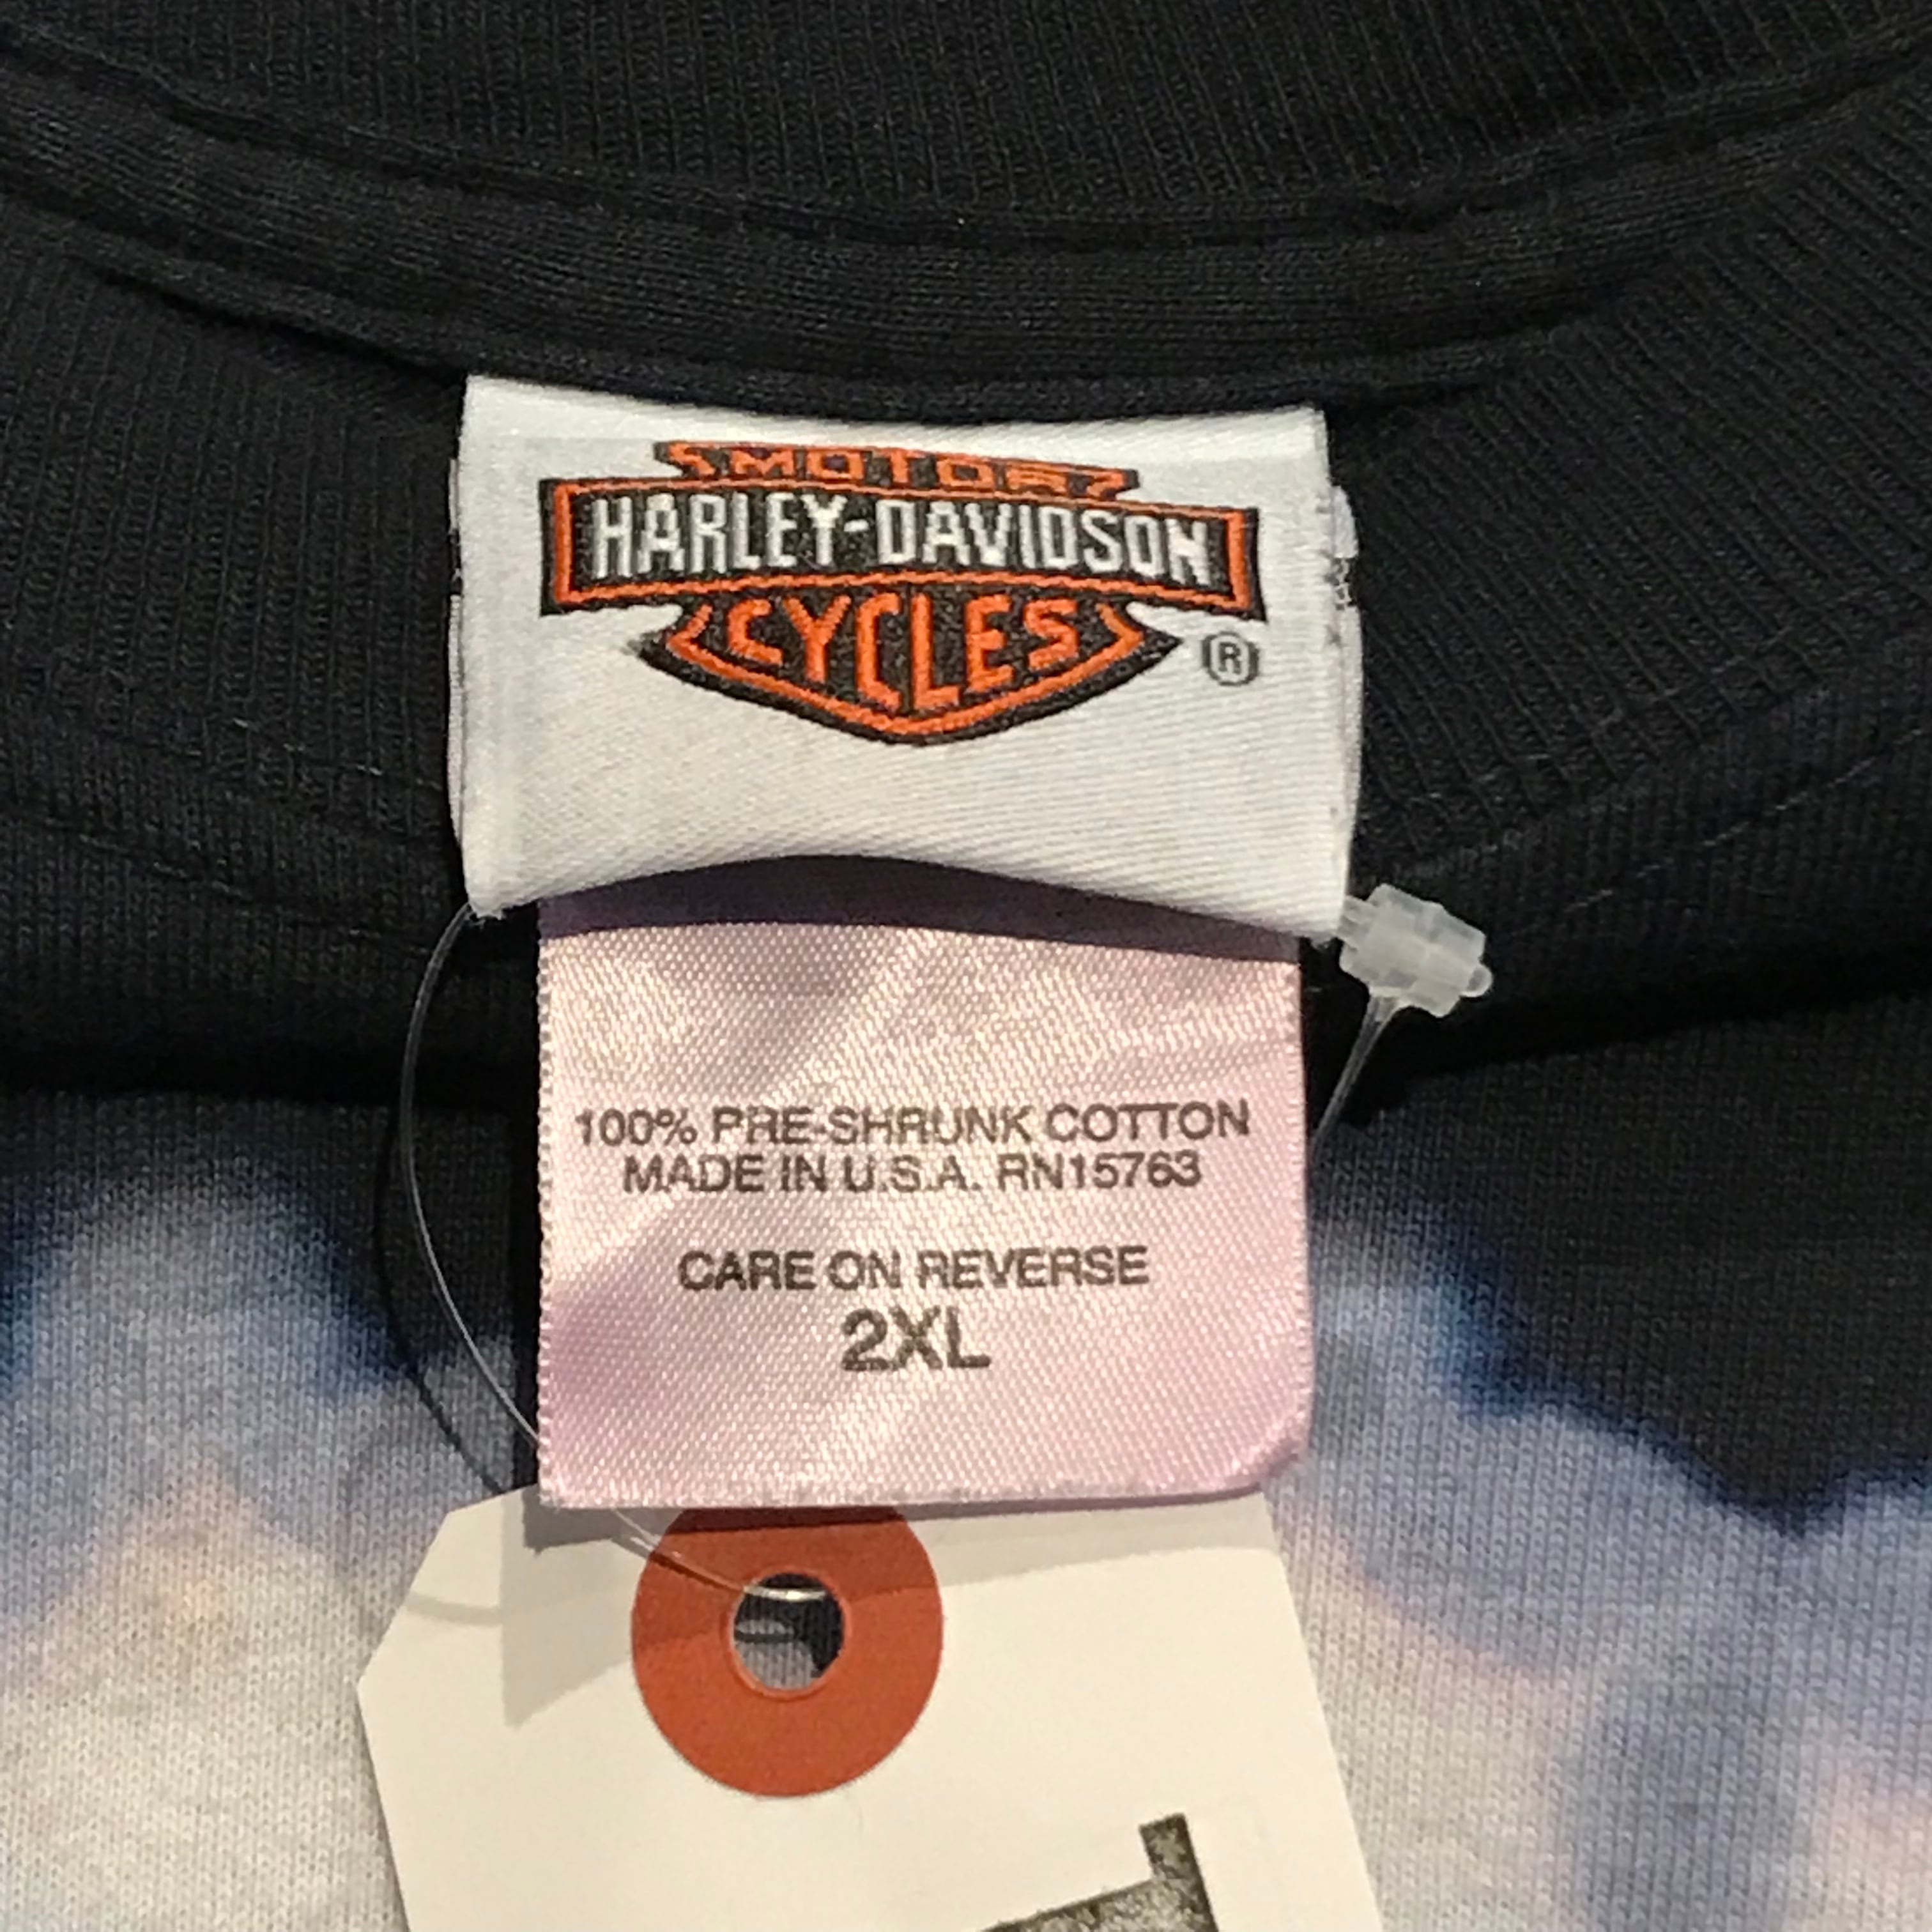 MOTOR
HARLEY-DAVIDSON
CYCLES
®
100% PRE-SHRUNK COTTON
MADE IN U.S.A. RN15763
CARE ON REVERSE
2XL